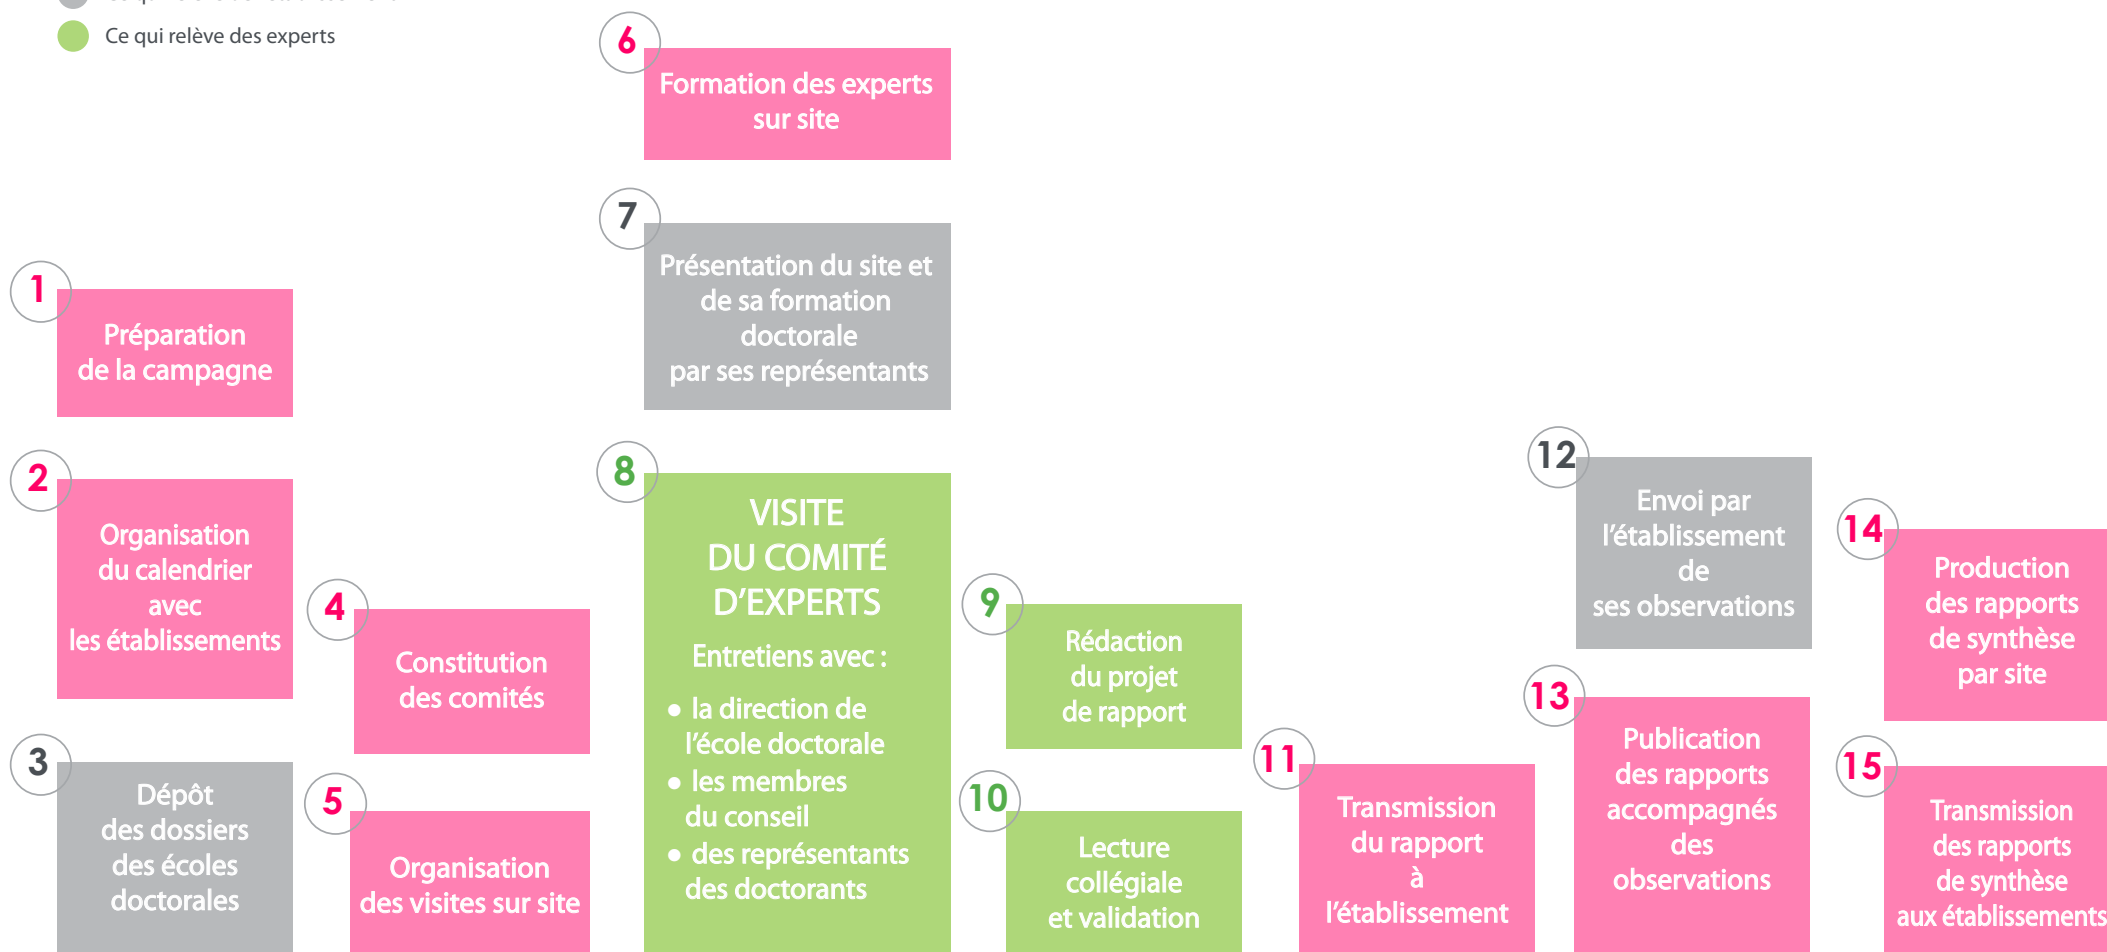 Ce qui relève des experts
6
Formation des experts
sur site
7
Présentation du site et
de sa formation
doctorale
par ses représentants
1
Préparation
de la campagne
2
Organisation
du calendrier
avec
les établissements
3
Dépôt
des dossiers
des écoles
doctorales
4
Constitution
des comités
5
Organisation
des visites sur site
8
VISITE
DU COMITÉ
D’EXPERTS
Entretiens avec :
● la direction de
l’école doctorale
● les membres
du conseil
● des représentants
des doctorants
9
Rédaction
du projet
de rapport
10
Lecture
collégiale
et validation
11
Transmission
du rapport
à
l’établissement
12
Envoi par
l’établissement
de
ses observations
13
Publication
des rapports
accompagnés
des
observations
14
Production
des rapports
de synthèse
par site
15
Transmission
des rapports
de synthèse
aux établissements